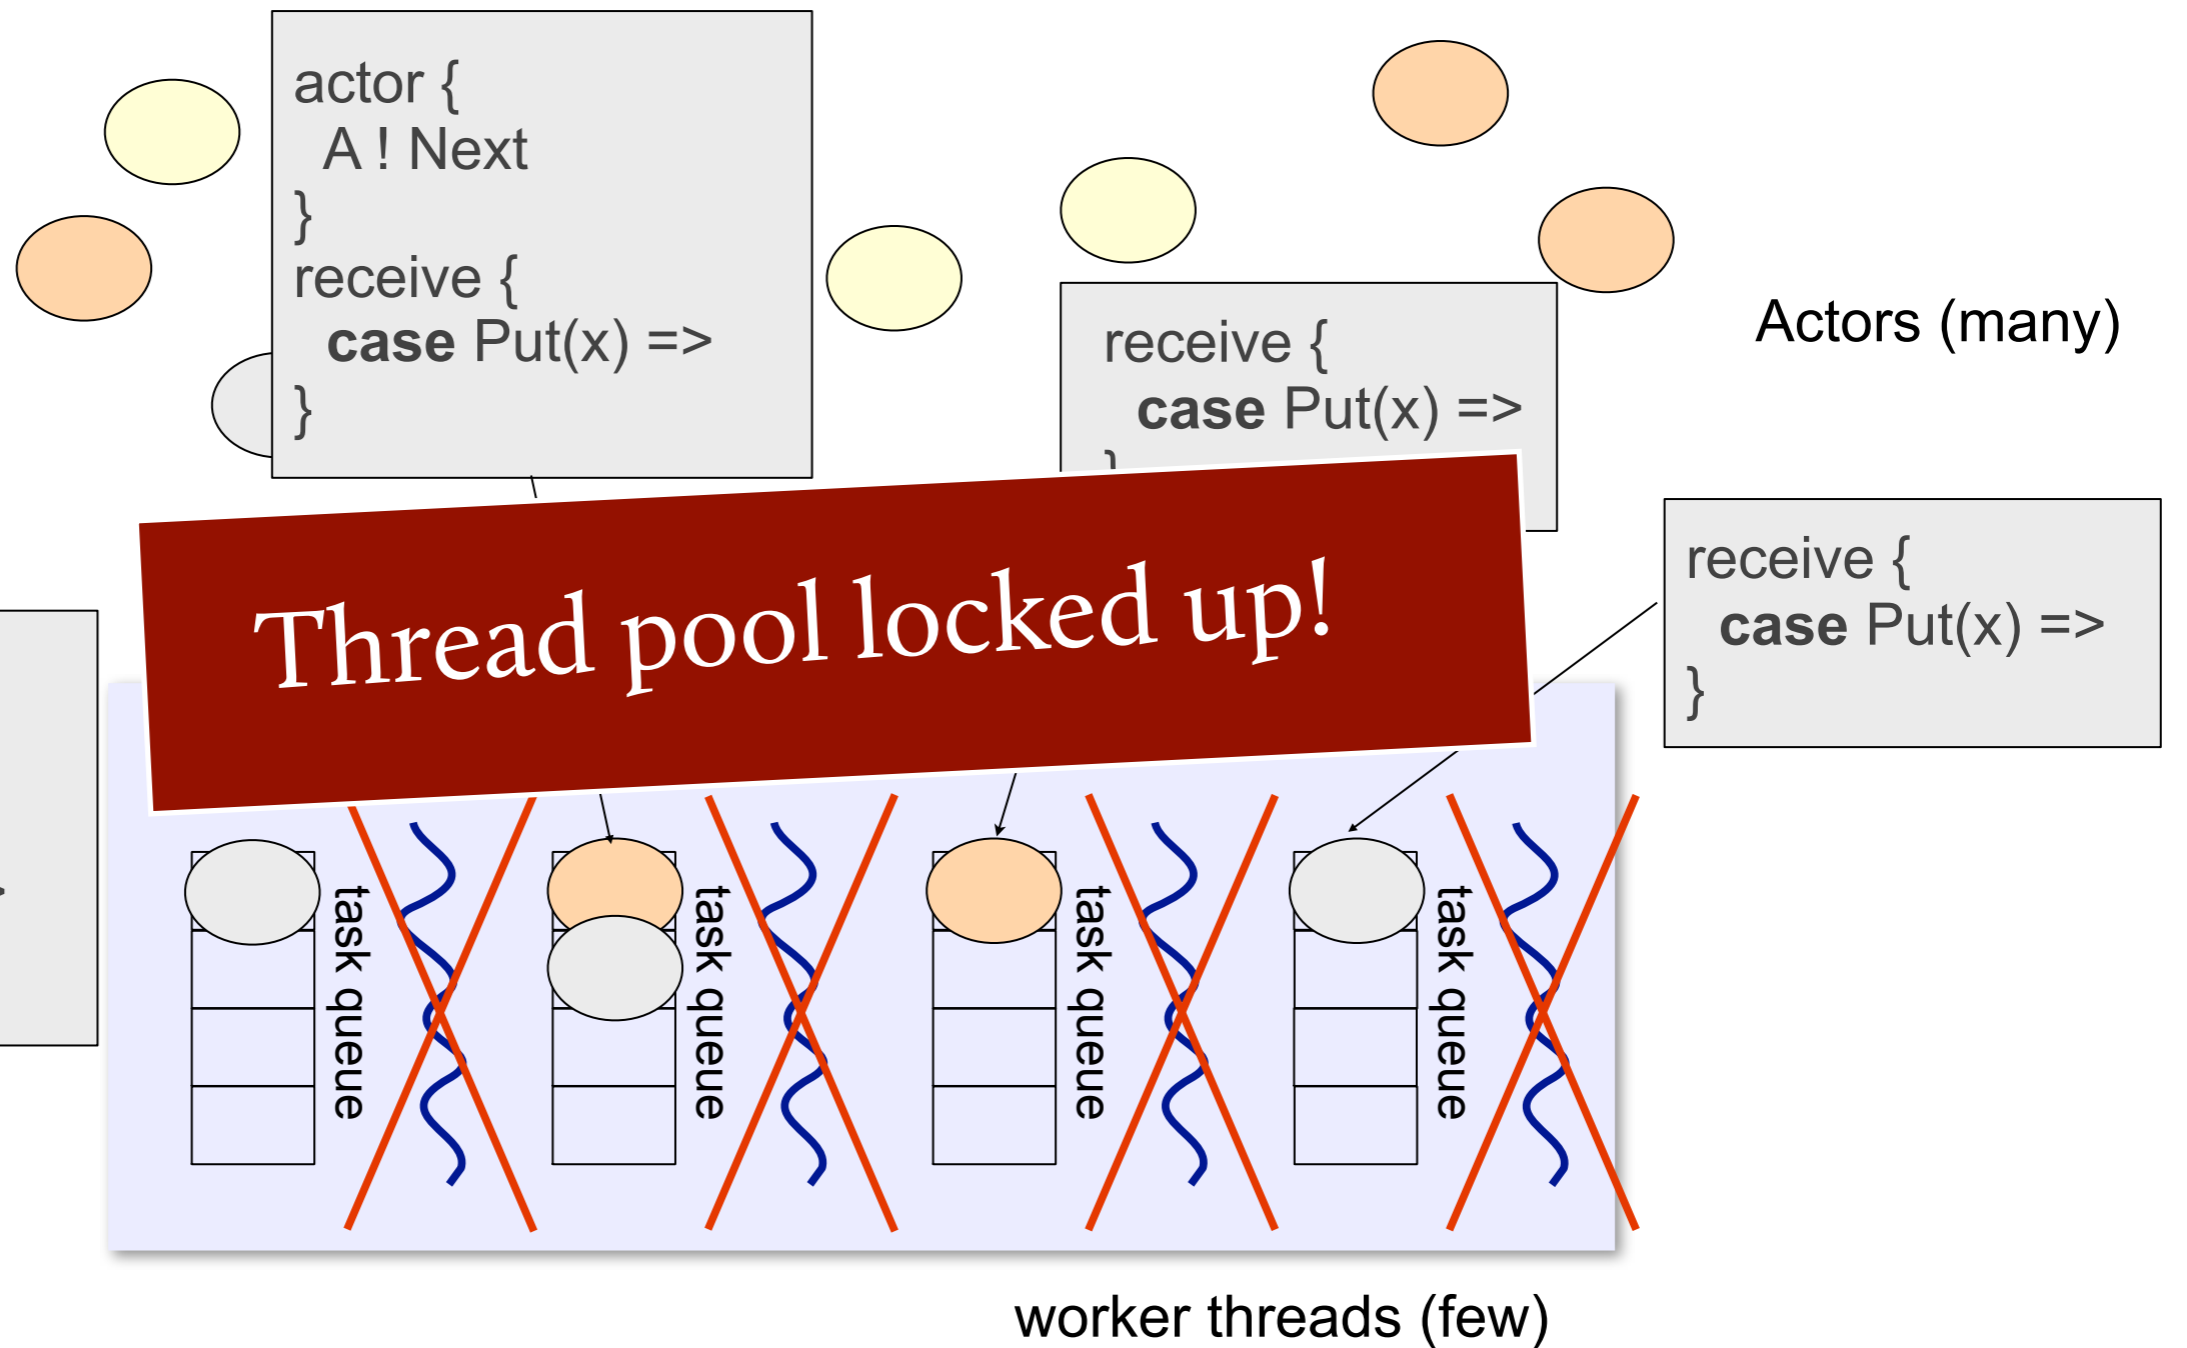 actor {
A ! Next
}
receive {
case Put(x) =>
}
receive {
case Put(x) =>
}
Actors (many)
receive {
case Put(x) =>
}
Thread pool locked up!
task queue
task queue
task queue
task queue
worker threads (few)